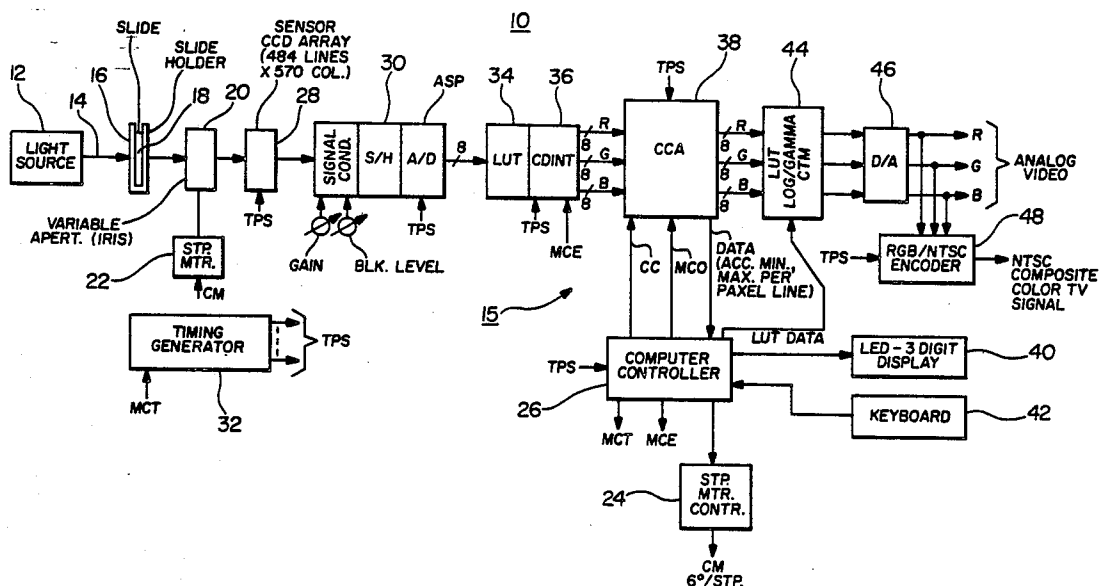 10
SLIDE
SLIDE
HOLDER
SENSOR
CCD ARRAY
(484 LINES
X 570 COL.)
12
14
16
18
20
28
30
ASP
34
36
TPS
38
44
46
LIGHT
SOURCE
SIGNAL
COND.
S/H
A/D
8
LUT
CDINT
R
8
G
8
B
8
CCA
R
8
G
8
B
8
LUT
LOG/GAMMA
CTM
D/A
R
G
B
ANALOG
VIDEO
VARIABLE
APERT. (IRIS)
TPS
GAIN
BLK. LEVEL
TPS
TPS
MCE
STP.
MTR.
22
CM
CC
MCO
DATA
(ACC. MIN.,
MAX. PER
PAXEL LINE)
TPS
RGB/NTSC
ENCODER
48
NTSC
COMPOSITE
COLOR TV
SIGNAL
15
TIMING
GENERATOR
TPS
MCT
32
TPS
COMPUTER
CONTROLLER
26
LUT DATA
LED - 3 DIGIT
DISPLAY
40
KEYBOARD
42
MCT
MCE
24
STP.
MTR.
CONTR.
CM
6°/STP.